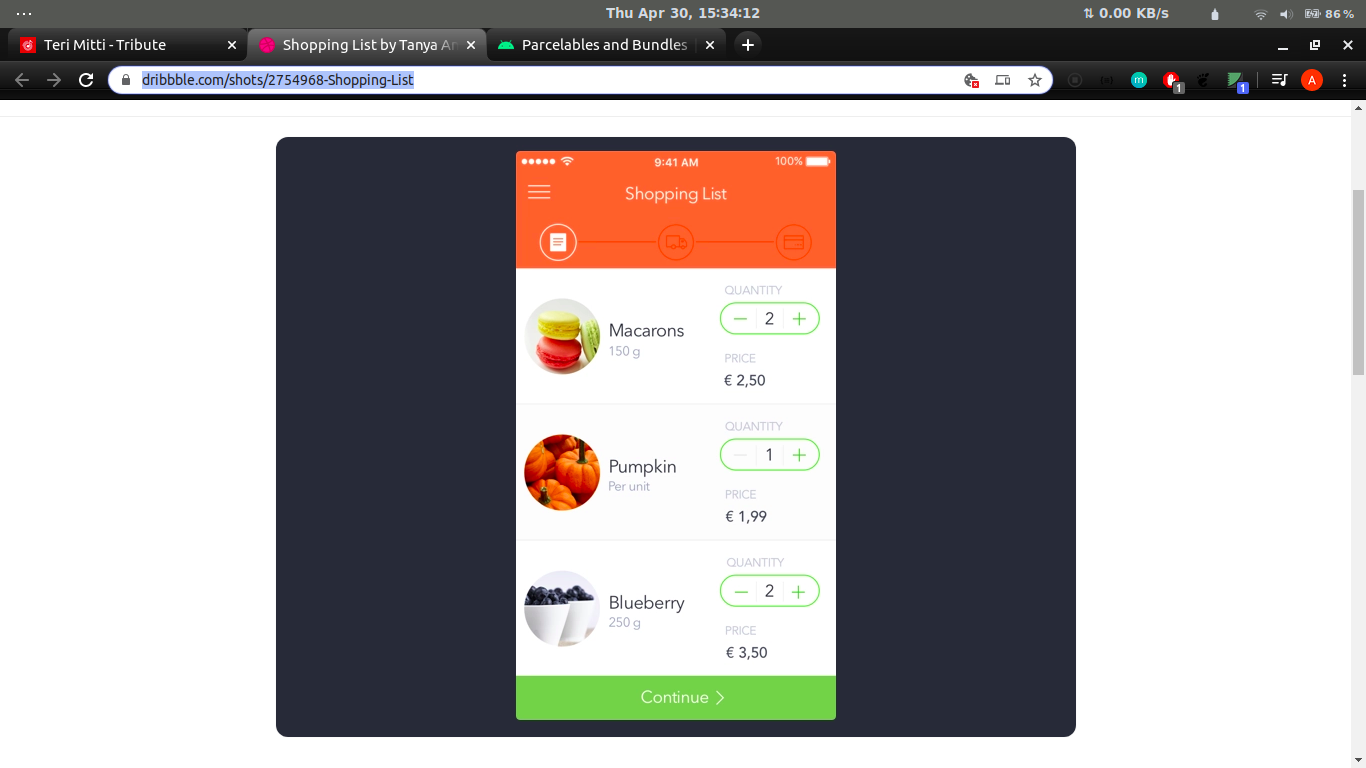 Thu Apr 30, 15:34:12
0.00 KB/s
86 %
Teri Mitti - Tribute
Shopping List by Tanya
Parcelables and Bundles
dribbble.com/shots/2754968-Shopping-List
m
1
1
A
9:41 AM
100%
Shopping List
QUANTITY
2
Macarons
150 g
PRICE
€ 2,50
QUANTITY
1
Pumpkin
Per unit
PRICE
€ 1,99
QUANTITY
2
Blueberry
250 g
PRICE
€ 3,50
Continue